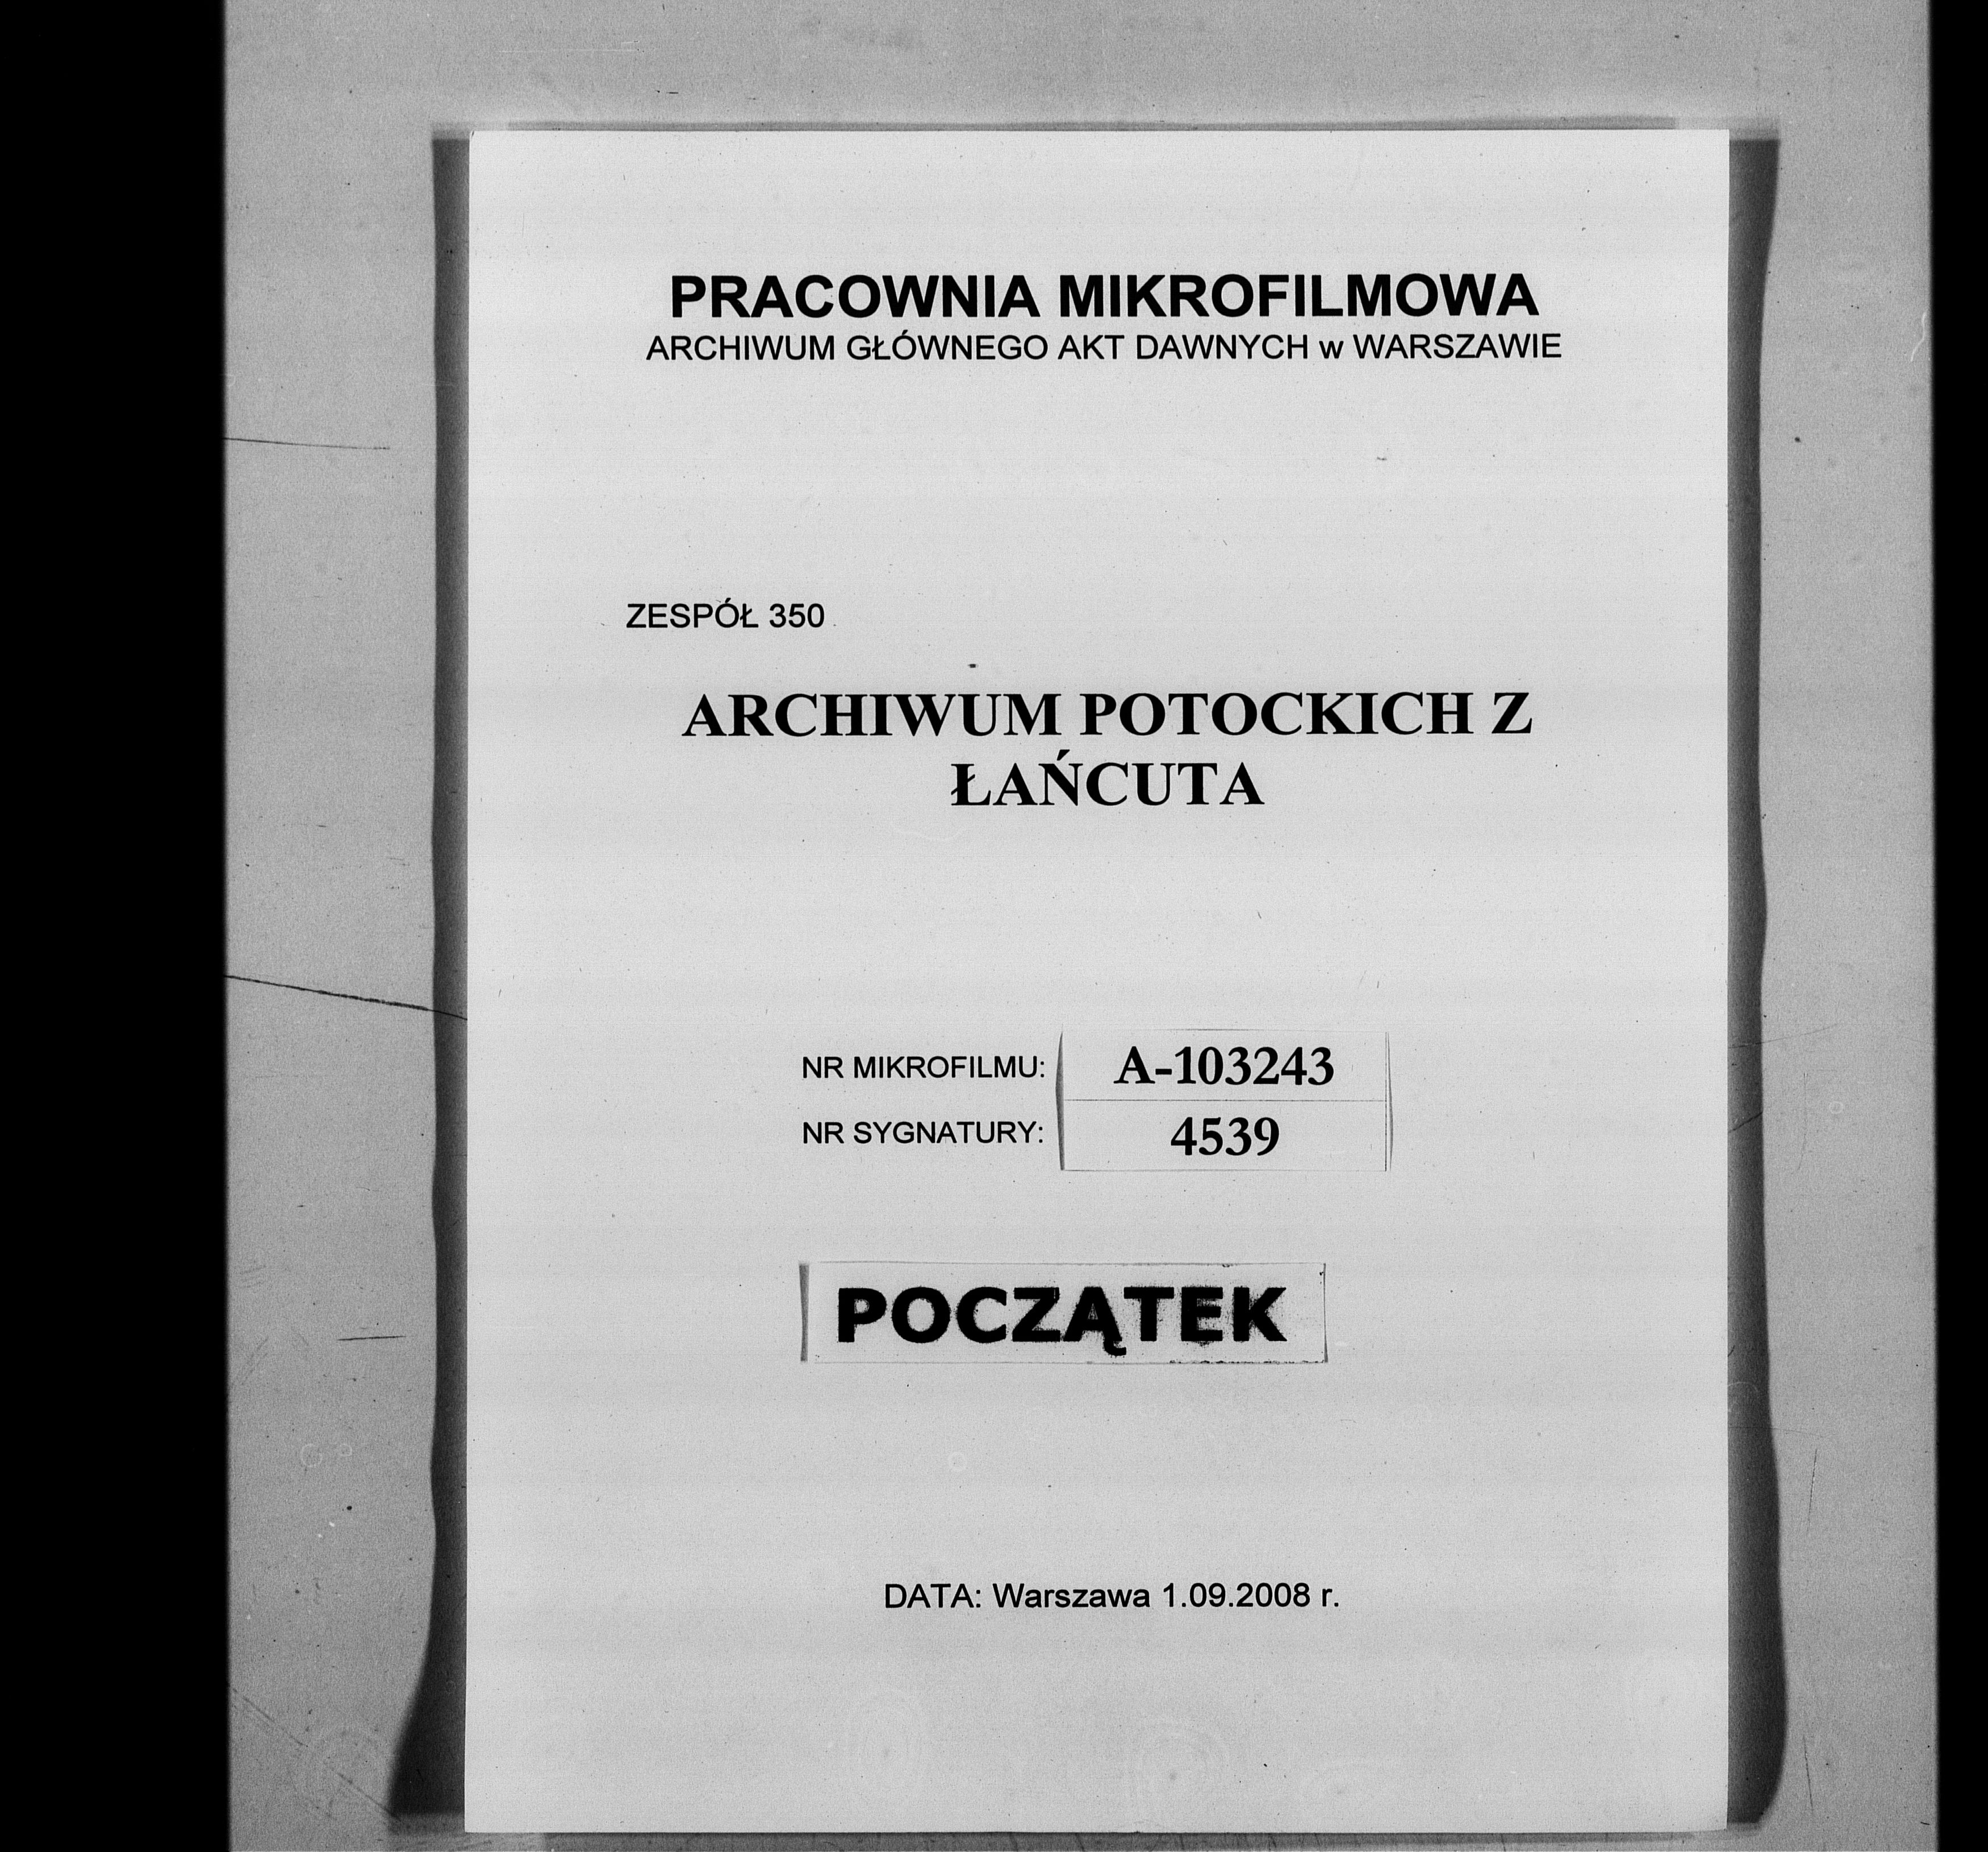 PRACOWNIA MIKROFILMOWA
ARCHIWUM GŁÓWNEGO AKT DAWNYCH w WARSZAWIE
ZESPÓŁ 350
ARCHIWUM POTOCKICH Z
ŁAŃCUTA
NR MIKROFILMU: A-103243
NR SYGNATURY: 4539
POCZĄTEK
DATA: Warszawa 1.09.2008 r.